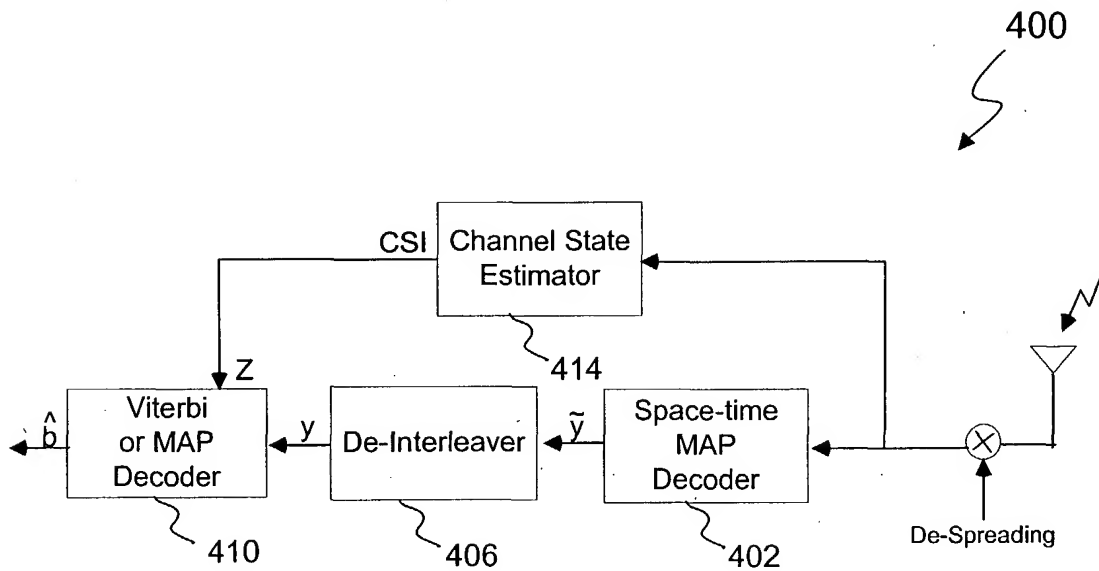 400
CSI
Channel State
Estimator
414
Z
b̂
Viterbi
or MAP
Decoder
410
y
De-Interleaver
406
ỹ
Space-time
MAP
Decoder
402
X
De-Spreading